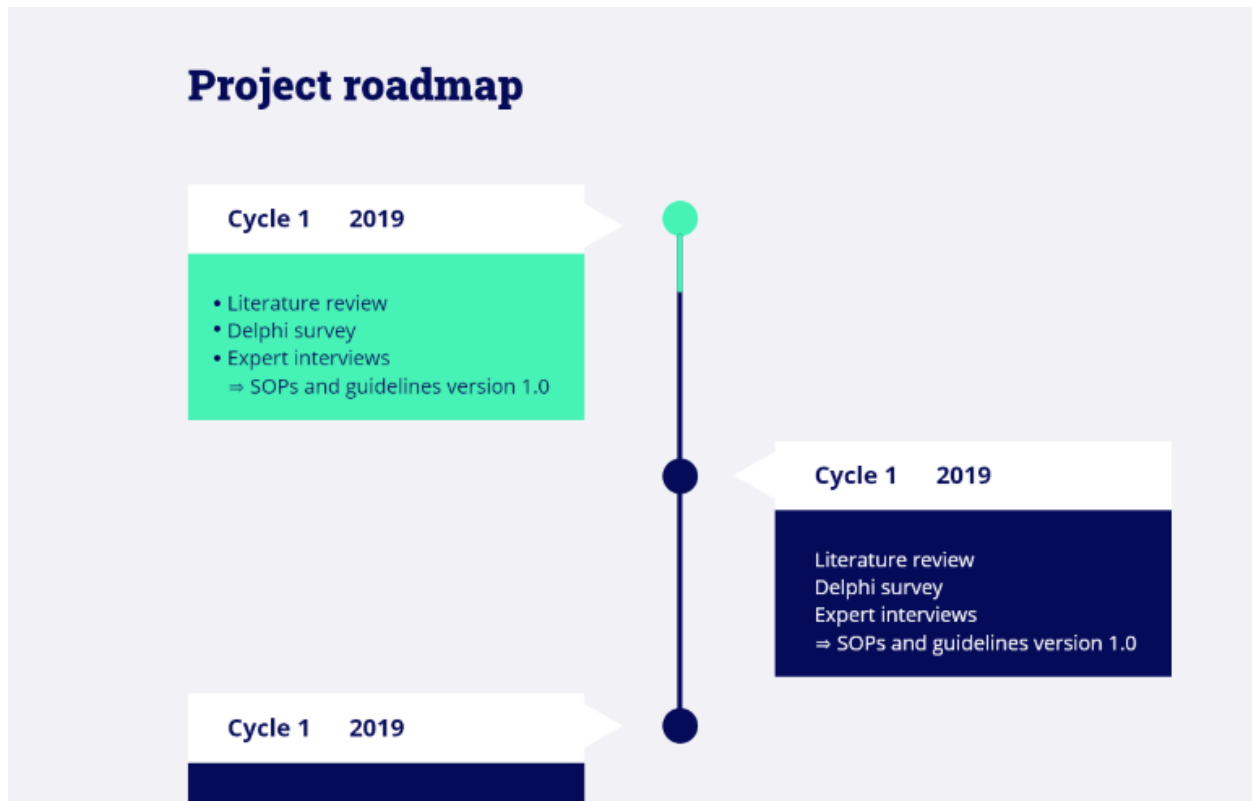 Project roadmap
Cycle 1 2019
• Literature review
• Delphi survey
• Expert interviews
⇒ SOPs and guidelines version 1.0
Cycle 1 2019
Literature review
Delphi survey
Expert interviews
⇒ SOPs and guidelines version 1.0
Cycle 1 2019